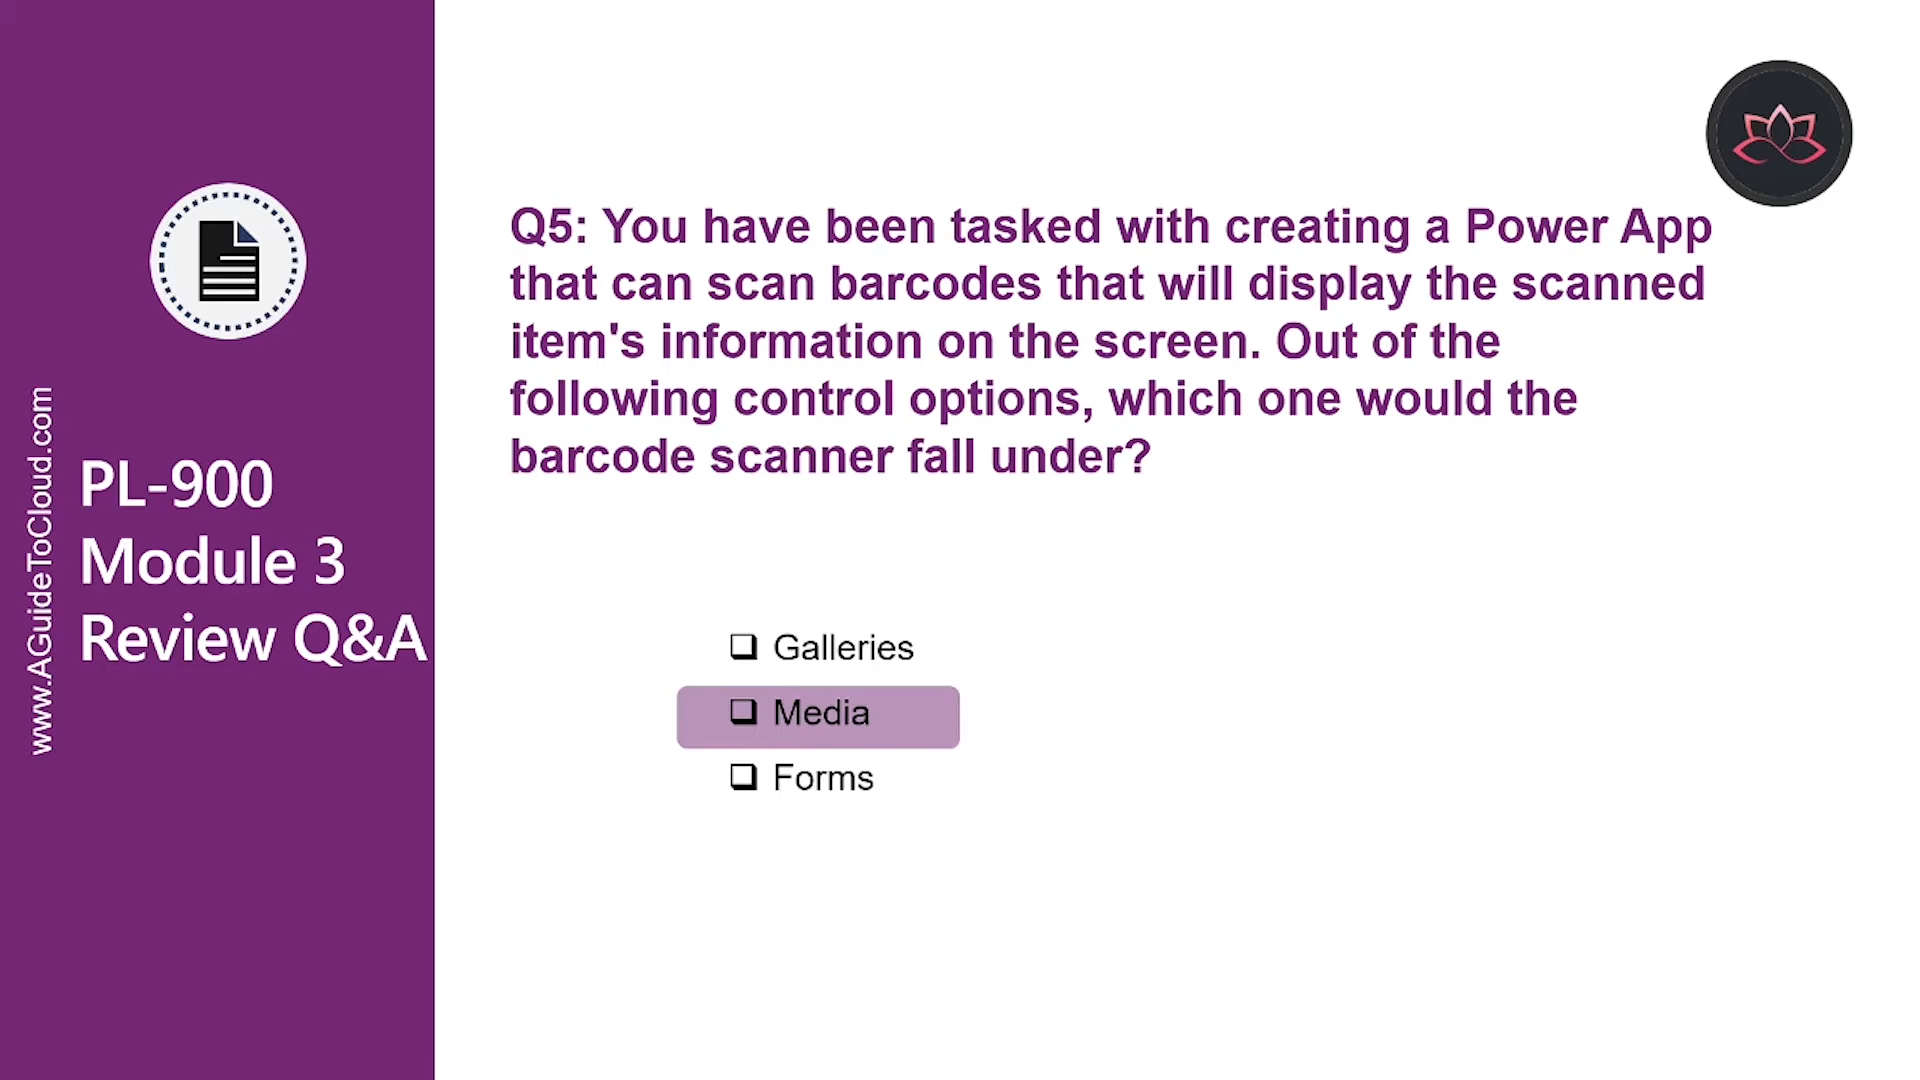 www.AGuideToCloud.com
PL-900
Module 3
Review Q&A
Q5: You have been tasked with creating a Power App
that can scan barcodes that will display the scanned
item's information on the screen. Out of the
following control options, which one would the
barcode scanner fall under?
Galleries
Media
Forms